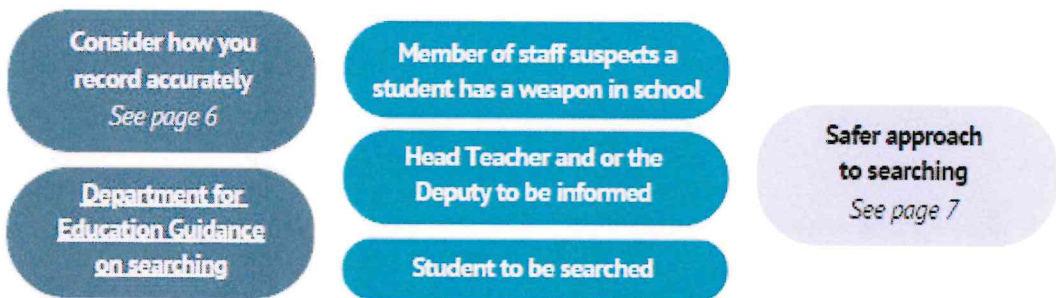 Consider how you
record accurately
See page 6
Department for
Education Guidance
on searching
Member of staff suspects a
student has a weapon in school
Head Teacher and or the
Deputy to be informed
Student to be searched
Safer approach
to searching
See page 7